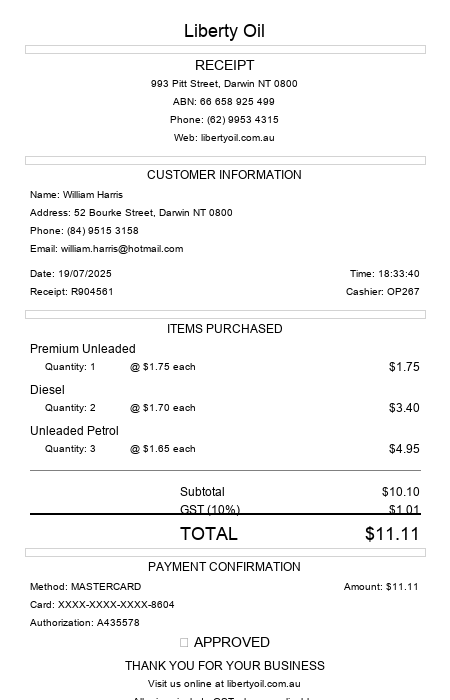 Liberty Oil
RECEIPT
993 Pitt Street, Darwin NT 0800
ABN: 66 658 925 499
Phone: (62) 9953 4315
Web: libertyoil.com.au
CUSTOMER INFORMATION
Name: William Harris
Address: 52 Bourke Street, Darwin NT 0800
Phone: (84) 9515 3158
Email: william.harris@hotmail.com
Date: 19/07/2025 Time: 18:33:40
Receipt: R904561 Cashier: OP267
ITEMS PURCHASED
Premium Unleaded
Quantity: 1 @ $1.75 each $1.75
Diesel
Quantity: 2 @ $1.70 each $3.40
Unleaded Petrol
Quantity: 3 @ $1.65 each $4.95
Subtotal $10.10
GST (10%) $1.01
TOTAL $11.11
PAYMENT CONFIRMATION
Method: MASTERCARD Amount: $11.11
Card: XXXX-XXXX-XXXX-8604
Authorization: A435578
APPROVED
THANK YOU FOR YOUR BUSINESS
Visit us online at libertyoil.com.au